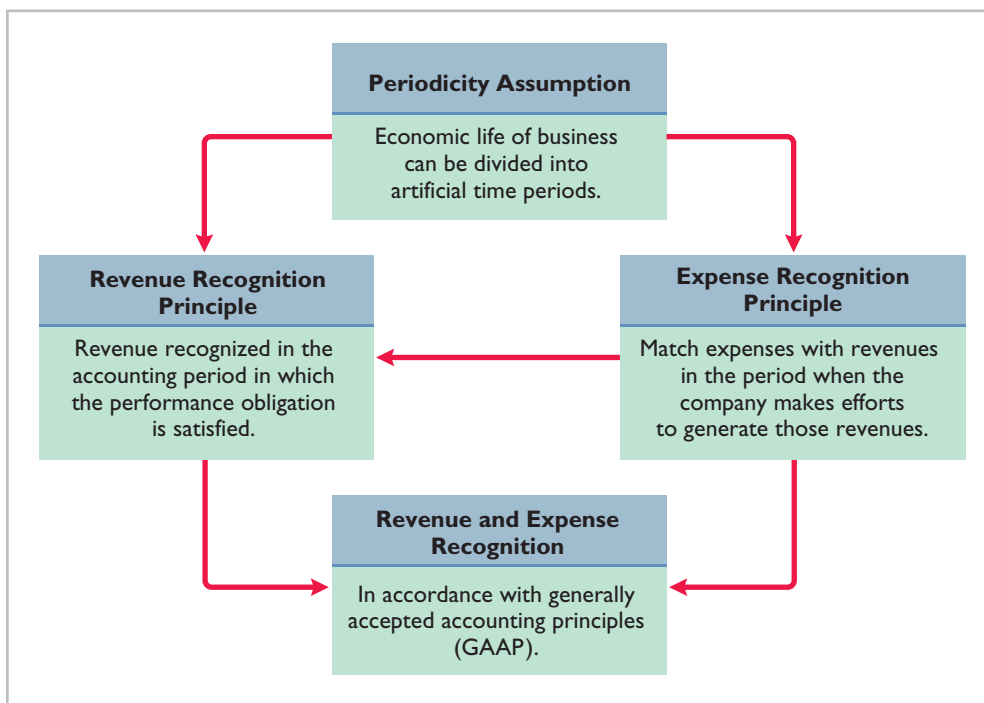 Periodicity Assumption
Economic life of business
can be divided into
artificial time periods.
Revenue Recognition
Principle
Revenue recognized in the
accounting period in which
the performance obligation
is satisfied.
Expense Recognition
Principle
Match expenses with revenues
in the period when the
company makes efforts
to generate those revenues.
Revenue and Expense
Recognition
In accordance with generally
accepted accounting principles
(GAAP).